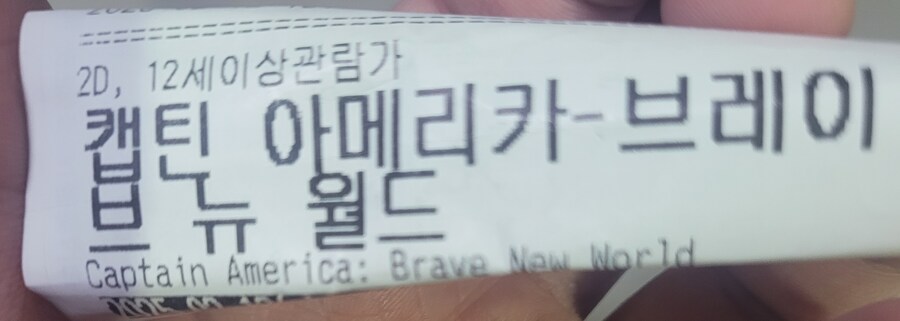 2D, 12세이상관람가
캡틴 아메리카-브레이
브 뉴 월드
Captain America: Brave New World